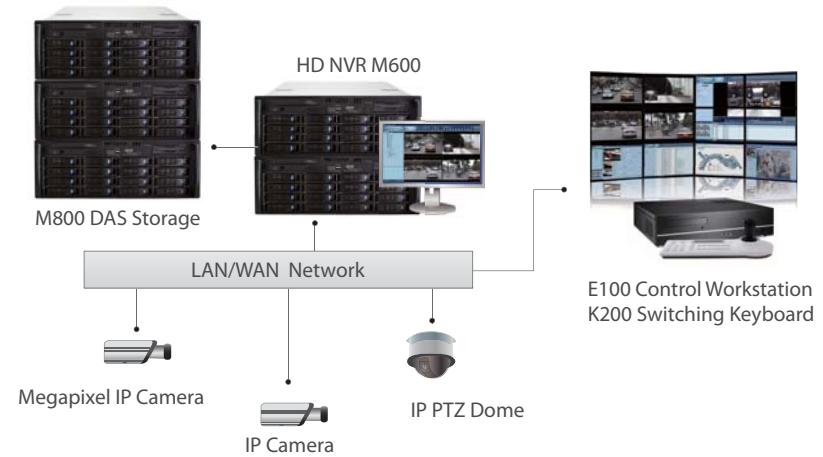 HD NVR M600
M800 DAS Storage
LAN/WAN Network
E100 Control Workstation
K200 Switching Keyboard
Megapixel IP Camera
IP PTZ Dome
IP Camera